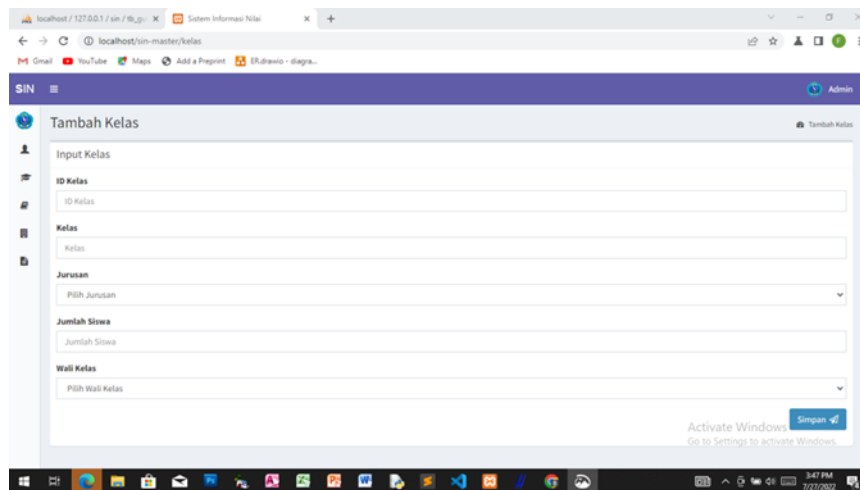 localhost / 127.0.0.1 / sin / tb_gu
Sistem Informasi Nilai
localhost/sin-master/kelas
Gmail YouTube Maps Add a Preprint ER.drawio - diagra...
SIN Admin
Tambah Kelas Tambah Kelas
Input Kelas
ID Kelas
ID Kelas
Kelas
Kelas
Jurusan
Pilih Jurusan
Jumlah Siswa
Jumlah Siswa
Wali Kelas
Pilih Wali Kelas
Simpan
Activate Windows
Go to Settings to activate Windows.
3:47 PM
7/27/2022